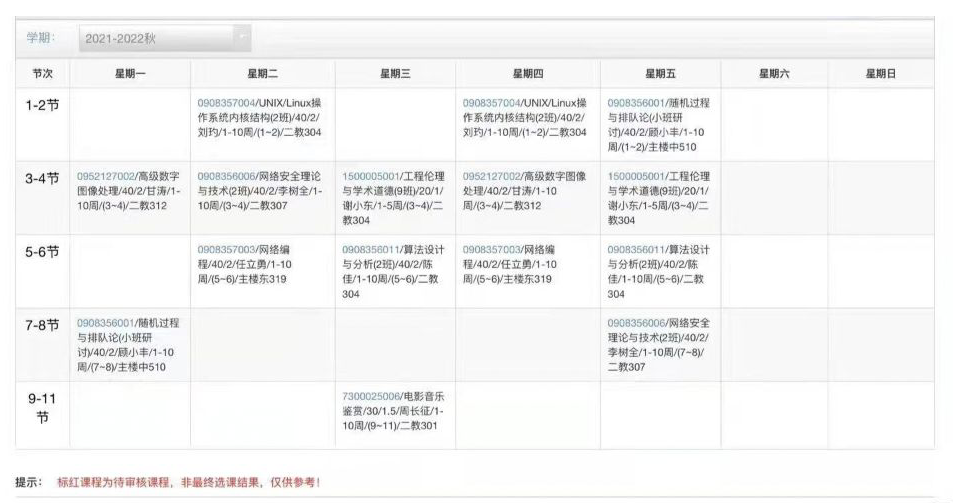 学期： 2021-2022秋
节次 星期一 星期二 星期三 星期四 星期五 星期六 星期日
1-2节
0908357004/UNIX/Linux操
作系统内核结构(2班)/40/2/
刘玓/1-10周/(1~2)/二教304
0908357004/UNIX/Linux操
作系统内核结构(2班)/40/2/
刘玓/1-10周/(1~2)/二教304
0908356001/随机过程
与排队论(小班研
讨)/40/2/顾小丰/1-10
周/(1~2)/主楼中510
3-4节
0952127002/高级数字
图像处理/40/2/甘涛/1-
10周/(3~4)/二教312
0908356006/网络安全理论
与技术(2班)/40/2/李树全/1-
10周/(3~4)/二教307
1500005001/工程伦理
与学术道德(9班)/20/1/
谢小东/1-5周/(3~4)/二
教304
0952127002/高级数字图像
处理/40/2/甘涛/1-10
周/(3~4)/二教312
1500005001/工程伦理
与学术道德(9班)/20/1/
谢小东/1-5周/(3~4)/二
教304
5-6节
0908357003/网络编
程/40/2/任立勇/1-10
周/(5~6)/主楼东319
0908356011/算法设计
与分析(2班)/40/2/陈
佳/1-10周/(5~6)/二教
304
0908357003/网络编
程/40/2/任立勇/1-10
周/(5~6)/主楼东319
0908356011/算法设计
与分析(2班)/40/2/陈
佳/1-10周/(5~6)/二教
304
7-8节
0908356001/随机过程
与排队论(小班研
讨)/40/2/顾小丰/1-10
周/(7~8)/主楼中510
0908356006/网络安全
理论与技术(2班)/40/2/
李树全/1-10周/(7~8)/
二教307
9-11
节
7300025006/电影音乐
鉴赏/30/1.5/周长征/1-
10周/(9~11)/二教301
提示： 标红课程为待审核课程，非最终选课结果，仅供参考！